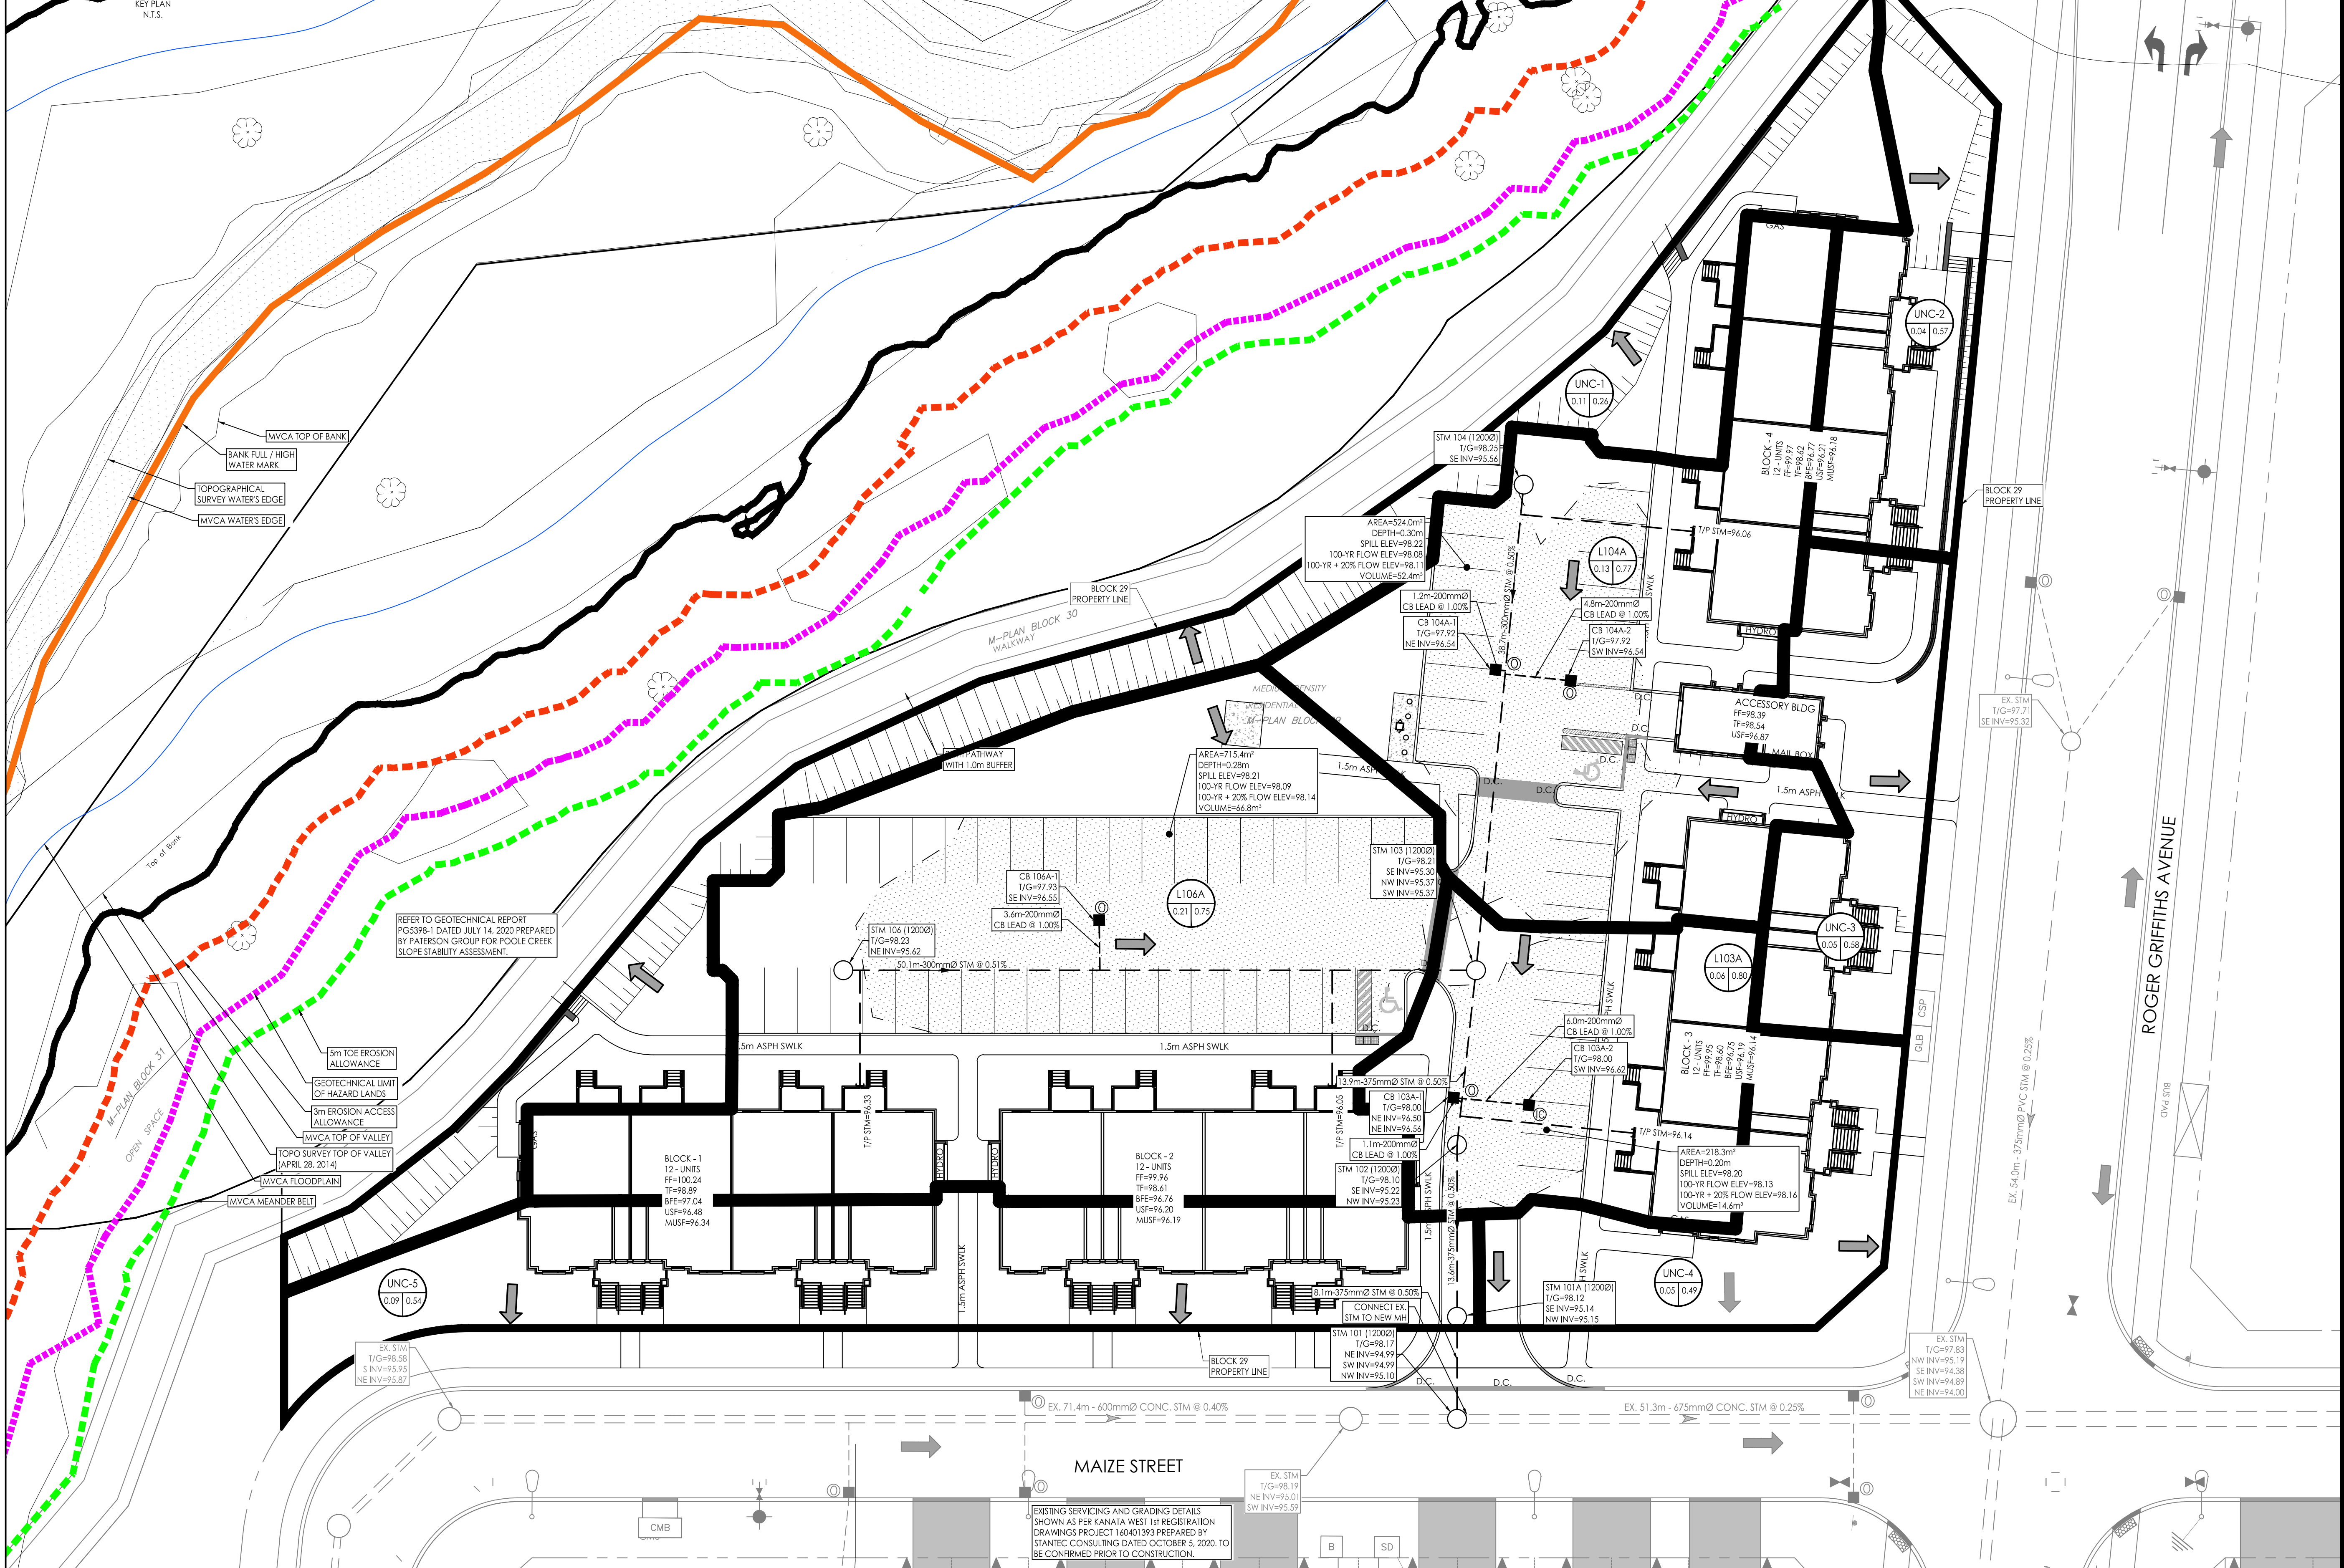 KEY PLAN
N.T.S.
MVCA TOP OF BANK
BANK FULL / HIGH
WATER MARK
TOPOGRAPHICAL
SURVEY WATER'S EDGE
MVCA WATER'S EDGE
Top of Bank
REFER TO GEOTECHNICAL REPORT
PG5398-1 DATED JULY 14, 2020 PREPARED
BY PATERSON GROUP FOR POOLE CREEK
SLOPE STABILITY ASSESSMENT.
M-PLAN BLOCK 31
OPEN SPACE
5m TOE EROSION
ALLOWANCE
GEOTECHNICAL LIMIT
OF HAZARD LANDS
3m EROSION ACCESS
ALLOWANCE
MVCA TOP OF VALLEY
TOPO SURVEY TOP OF VALLEY
(APRIL 28, 2014)
MVCA FLOODPLAIN
MVCA MEANDER BELT
BLOCK 29
PROPERTY LINE
M-PLAN BLOCK 30
WALKWAY
PATHWAY
WITH 1.0m BUFFER
MEDIUM DENSITY
RESIDENTIAL
M-PLAN BLOCK 29
AREA=715.4m²
DEPTH=0.28m
SPILL ELEV=98.21
100-YR FLOW ELEV=98.09
100-YR + 20% FLOW ELEV=98.14
VOLUME=66.8m³
1.5m ASPH SWLK
AREA=524.0m²
DEPTH=0.30m
SPILL ELEV=98.22
100-YR FLOW ELEV=98.08
100-YR + 20% FLOW ELEV=98.11
VOLUME=52.4m³
STM 104 (1200Ø)
T/G=98.25
SE INV=95.56
UNC-1
0.11 0.26
UNC-2
0.04 0.57
GAS
BLOCK - 4
12 - UNITS
FF=99.97
TF=98.62
BFE=96.77
USF=96.21
MUSF=96.18
BLOCK 29
PROPERTY LINE
T/P STM=96.06
L104A
0.13 0.77
SWLK
38.7m-300mmØ STM @ 0.50%
1.2m-200mmØ
CB LEAD @ 1.00%
CB 104A-1
T/G=97.92
NE INV=96.54
4.8m-200mmØ
CB LEAD @ 1.00%
CB 104A-2
T/G=97.92
SW INV=96.54
HYDRO
D.C.
D.C.
D.C.
D.C.
D.C.
ACCESSORY BLDG
FF=98.39
TF=98.54
USF=96.87
MAIL BOX
1.5m ASPH SWLK
HYDRO
EX. STM
T/G=97.71
SE INV=95.32
STM 103 (1200Ø)
T/G=98.21
SE INV=95.30
NW INV=95.37
SW INV=95.37
CB 106A-1
T/G=97.93
SE INV=96.55
3.6m-200mmØ
CB LEAD @ 1.00%
L106A
0.21 0.75
STM 106 (1200Ø)
T/G=98.23
NE INV=95.62
50.1m-300mmØ STM @ 0.51%
UNC-3
0.05 0.58
L103A
0.06 0.80
ROGER GRIFFITHS AVENUE
CSP
GLB
BUS PAD
EX. 54.0m - 375mmØ PVC STM @ 0.25%
D.C.
.5m ASPH SWLK
1.5m ASPH SWLK
PH SWLK
6.0m-200mmØ
CB LEAD @ 1.00%
CB 103A-2
T/G=98.00
SW INV=96.62
BLOCK - 3
12 - UNITS
FF=99.95
TF=98.60
BFE=96.75
USF=96.19
MUSF=96.14
13.9m-375mmØ STM @ 0.50%
CB 103A-1
T/G=98.00
NE INV=96.50
NE INV=96.56
1.1m-200mmØ
CB LEAD @ 1.00%
STM 102 (1200Ø)
T/G=98.10
SE INV=95.22
NW INV=95.23
T/P STM=96.14
AREA=218.3m²
DEPTH=0.20m
SPILL ELEV=98.20
100-YR FLOW ELEV=98.13
100-YR + 20% FLOW ELEV=98.16
VOLUME=14.6m³
GAS
GAS
T/P STM=96.33
T/P STM=96.05
HYDRO
HYDRO
BLOCK - 1
12 - UNITS
FF=100.24
TF=98.89
BFE=97.04
USF=96.48
MUSF=96.34
BLOCK - 2
12 - UNITS
FF=99.96
TF=98.61
BFE=96.76
USF=96.20
MUSF=96.19
1.5m ASPH SWLK
1.5m ASPH SWLK
13.6m-375mmØ STM @ 0.50%
H SWLK
UNC-5
0.09 0.54
UNC-4
0.05 0.49
8.1m-375mmØ STM @ 0.50%
CONNECT EX.
STM TO NEW MH
STM 101 (1200Ø)
T/G=98.17
NE INV=94.99
SW INV=94.99
NW INV=95.10
STM 101A (1200Ø)
T/G=98.12
SE INV=95.14
NW INV=95.15
EX. STM
T/G=98.58
S INV=95.95
NE INV=95.87
BLOCK 29
PROPERTY LINE
D.C.
D.C.
D.C.
EX. STM
T/G=97.83
NW INV=95.19
SE INV=94.38
SW INV=94.89
NE INV=94.00
EX. 71.4m - 600mmØ CONC. STM @ 0.40%
EX. 51.3m - 675mmØ CONC. STM @ 0.25%
MAIZE STREET
EX. STM
T/G=98.19
NE INV=95.01
SW INV=95.59
EXISTING SERVICING AND GRADING DETAILS
SHOWN AS PER KANATA WEST 1st REGISTRATION
DRAWINGS PROJECT 160401393 PREPARED BY
STANTEC CONSULTING DATED OCTOBER 5, 2020. TO
BE CONFIRMED PRIOR TO CONSTRUCTION.
CMB
B
SD